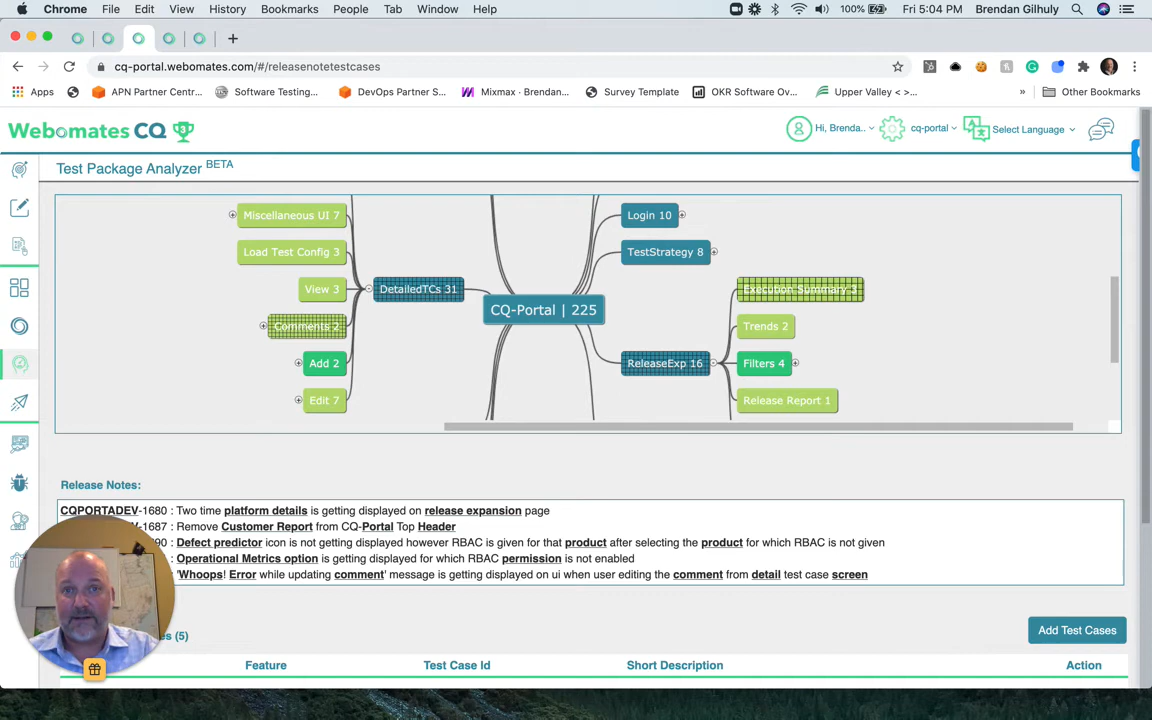 Chrome File Edit View History Bookmarks People Tab Window Help 100% Fri 5:04 PM Brendan Gilhuly
cq-portal.webomates.com/#/releasenotetestcases
Apps APN Partner Centr... Software Testing... DevOps Partner S... Mixmax - Brendan... Survey Template OKR Software Ov... Upper Valley < >... » Other Bookmarks
Webomates CQ Hi, Brenda.. cq-portal Select Language
Test Package Analyzer BETA
Miscellaneous UI 7
Load Test Config 3
View 3
Comments 2
Add 2
Edit 7
DetailedTCs 31
CQ-Portal | 225
Login 10
TestStrategy 8
ReleaseExp 16
Execution Summary 3
Trends 2
Filters 4
Release Report 1
Release Notes:
CQPORTADEV-1680 : Two time platform details is getting displayed on release expansion page
-1687 : Remove Customer Report from CQ-Portal Top Header
: Defect predictor icon is not getting displayed however RBAC is given for that product after selecting the product for which RBAC is not given
: Operational Metrics option is getting displayed for which RBAC permission is not enabled
'Whoops! Error while updating comment' message is getting displayed on ui when user editing the comment from detail test case screen
(5)
Add Test Cases
Feature Test Case Id Short Description Action